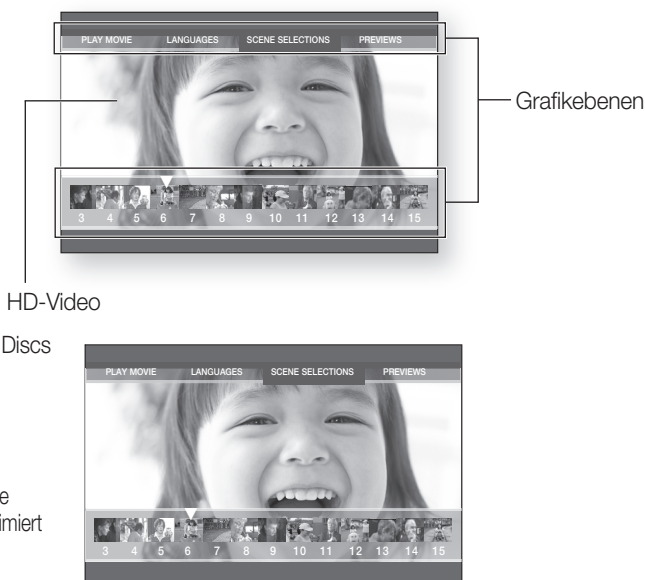 PLAY MOVIE LANGUAGES SCENE SELECTIONS PREVIEWS
Grafikebenen
3 4 5 6 7 8 9 10 11 12 13 14 15
HD-Video
Discs
PLAY MOVIE LANGUAGES SCENE SELECTIONS PREVIEWS
e
imiert
3 4 5 6 7 8 9 10 11 12 13 14 15